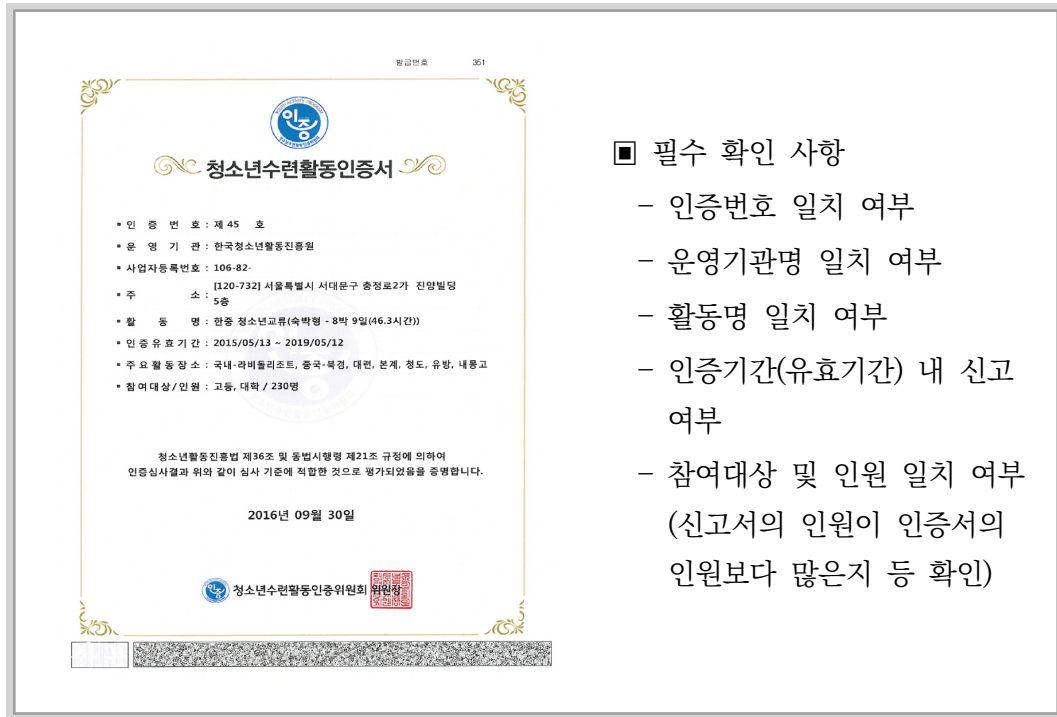 발급번호 351
인증
청소년수련활동인증서
▪ 인 증 번 호 : 제 45 호
▪ 운 영 기 관 : 한국청소년활동진흥원
▪ 사업자등록번호 : 106-82-
▪ 주 소 : [120-732] 서울특별시 서대문구 충정로2가 진양빌딩
5층
▪ 활 동 명 : 한중 청소년교류(숙박형 - 8박 9일(46.3시간))
▪ 인증유효기간 : 2015/05/13 ~ 2019/05/12
▪ 주요활동장소 : 국내-라비돌리조트, 중국-북경, 대련, 본계, 청도, 유방, 내몽고
▪ 참여대상/인원 : 고등, 대학 / 230명
청소년활동진흥법 제36조 및 동법시행령 제21조 규정에 의하여
인증심사결과 위와 같이 심사 기준에 적합한 것으로 평가되었음을 증명합니다.
2016년 09월 30일
인증 청소년수련활동인증위원회 위원장
▣ 필수 확인 사항
- 인증번호 일치 여부
- 운영기관명 일치 여부
- 활동명 일치 여부
- 인증기간(유효기간) 내 신고
여부
- 참여대상 및 인원 일치 여부
(신고서의 인원이 인증서의
인원보다 많은지 등 확인)